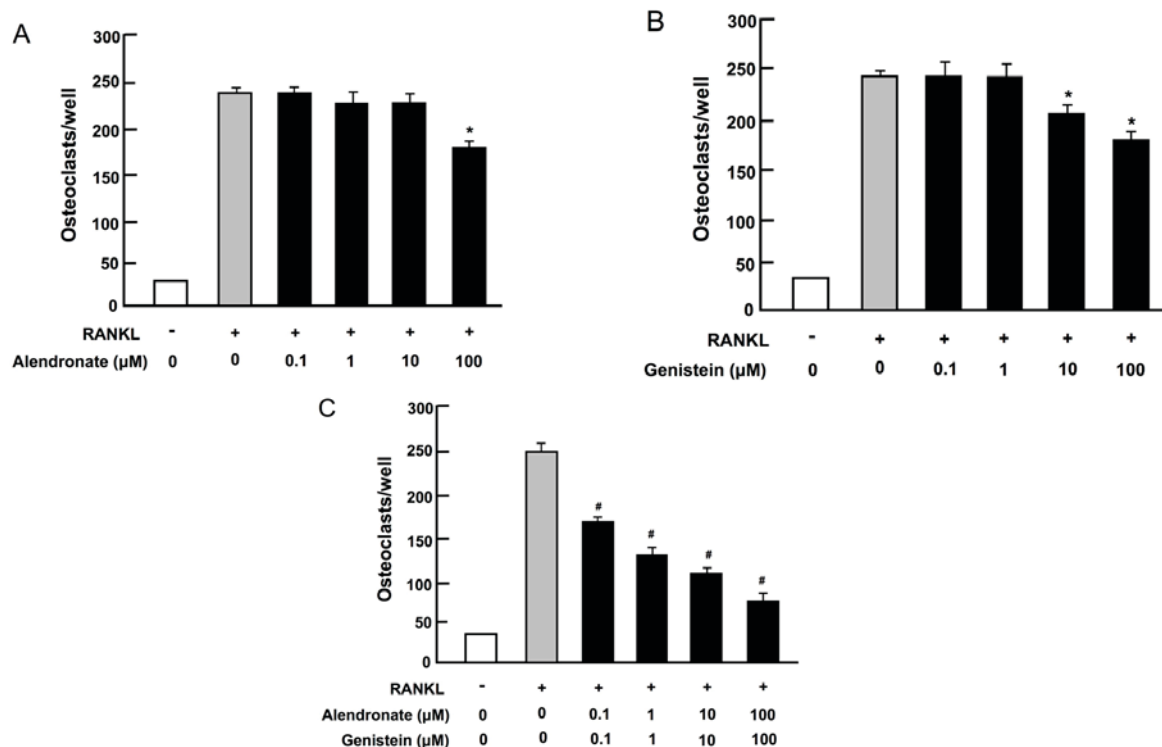 A
Osteoclasts/well
300
250
200
150
100
50
0
*
RANKL - + + + + +
Alendronate (µM) 0 0 0.1 1 10 100
B
Osteoclasts/well
300
250
200
150
100
50
0
* *
RANKL - + + + + +
Genistein (µM) 0 0 0.1 1 10 100
C
Osteoclasts/well
300
250
200
150
100
50
0
# # # #
RANKL - + + + + +
Alendronate (µM) 0 0 0.1 1 10 100
Genistein (µM) 0 0 0.1 1 10 100